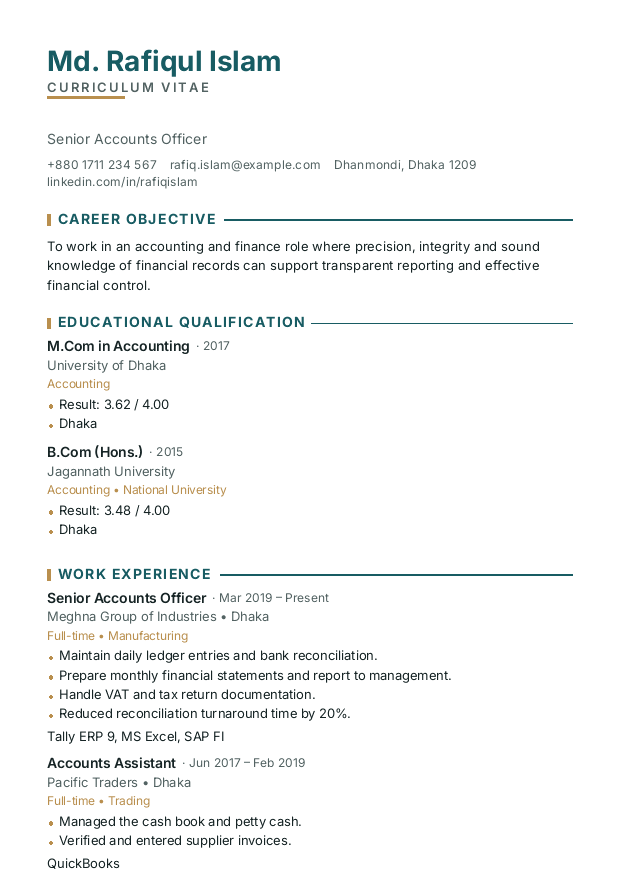 Md. Rafiqul Islam
CURRICULUM VITAE
Senior Accounts Officer
+880 1711 234 567 rafiq.islam@example.com Dhanmondi, Dhaka 1209
linkedin.com/in/rafiqislam
CAREER OBJECTIVE
To work in an accounting and finance role where precision, integrity and sound
knowledge of financial records can support transparent reporting and effective
financial control.
EDUCATIONAL QUALIFICATION
M.Com in Accounting · 2017
University of Dhaka
Accounting
• Result: 3.62 / 4.00
• Dhaka
B.Com (Hons.) · 2015
Jagannath University
Accounting • National University
• Result: 3.48 / 4.00
• Dhaka
WORK EXPERIENCE
Senior Accounts Officer · Mar 2019 – Present
Meghna Group of Industries • Dhaka
Full-time • Manufacturing
• Maintain daily ledger entries and bank reconciliation.
• Prepare monthly financial statements and report to management.
• Handle VAT and tax return documentation.
• Reduced reconciliation turnaround time by 20%.
Tally ERP 9, MS Excel, SAP FI
Accounts Assistant · Jun 2017 – Feb 2019
Pacific Traders • Dhaka
Full-time • Trading
• Managed the cash book and petty cash.
• Verified and entered supplier invoices.
QuickBooks